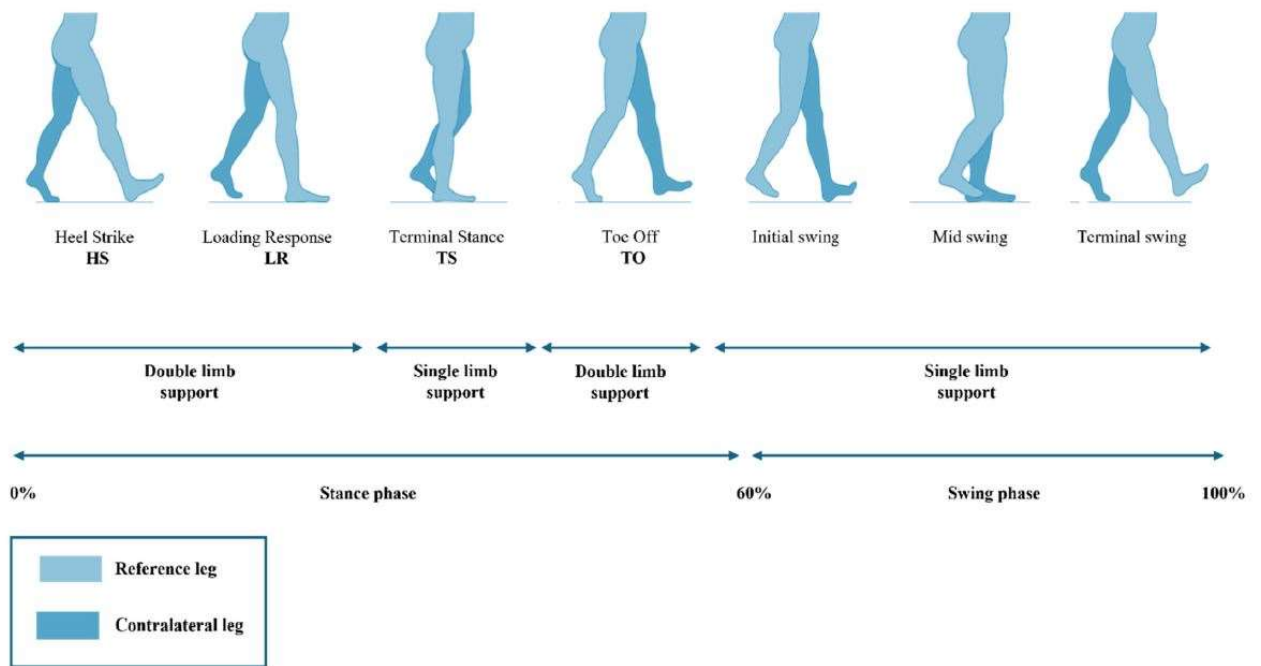 Heel Strike
HS
Loading Response
LR
Terminal Stance
TS
Toe Off
TO
Initial swing
Mid swing
Terminal swing
Double limb
support
Single limb
support
Double limb
support
Single limb
support
0%
Stance phase
60%
Swing phase
100%
Reference leg
Contralateral leg